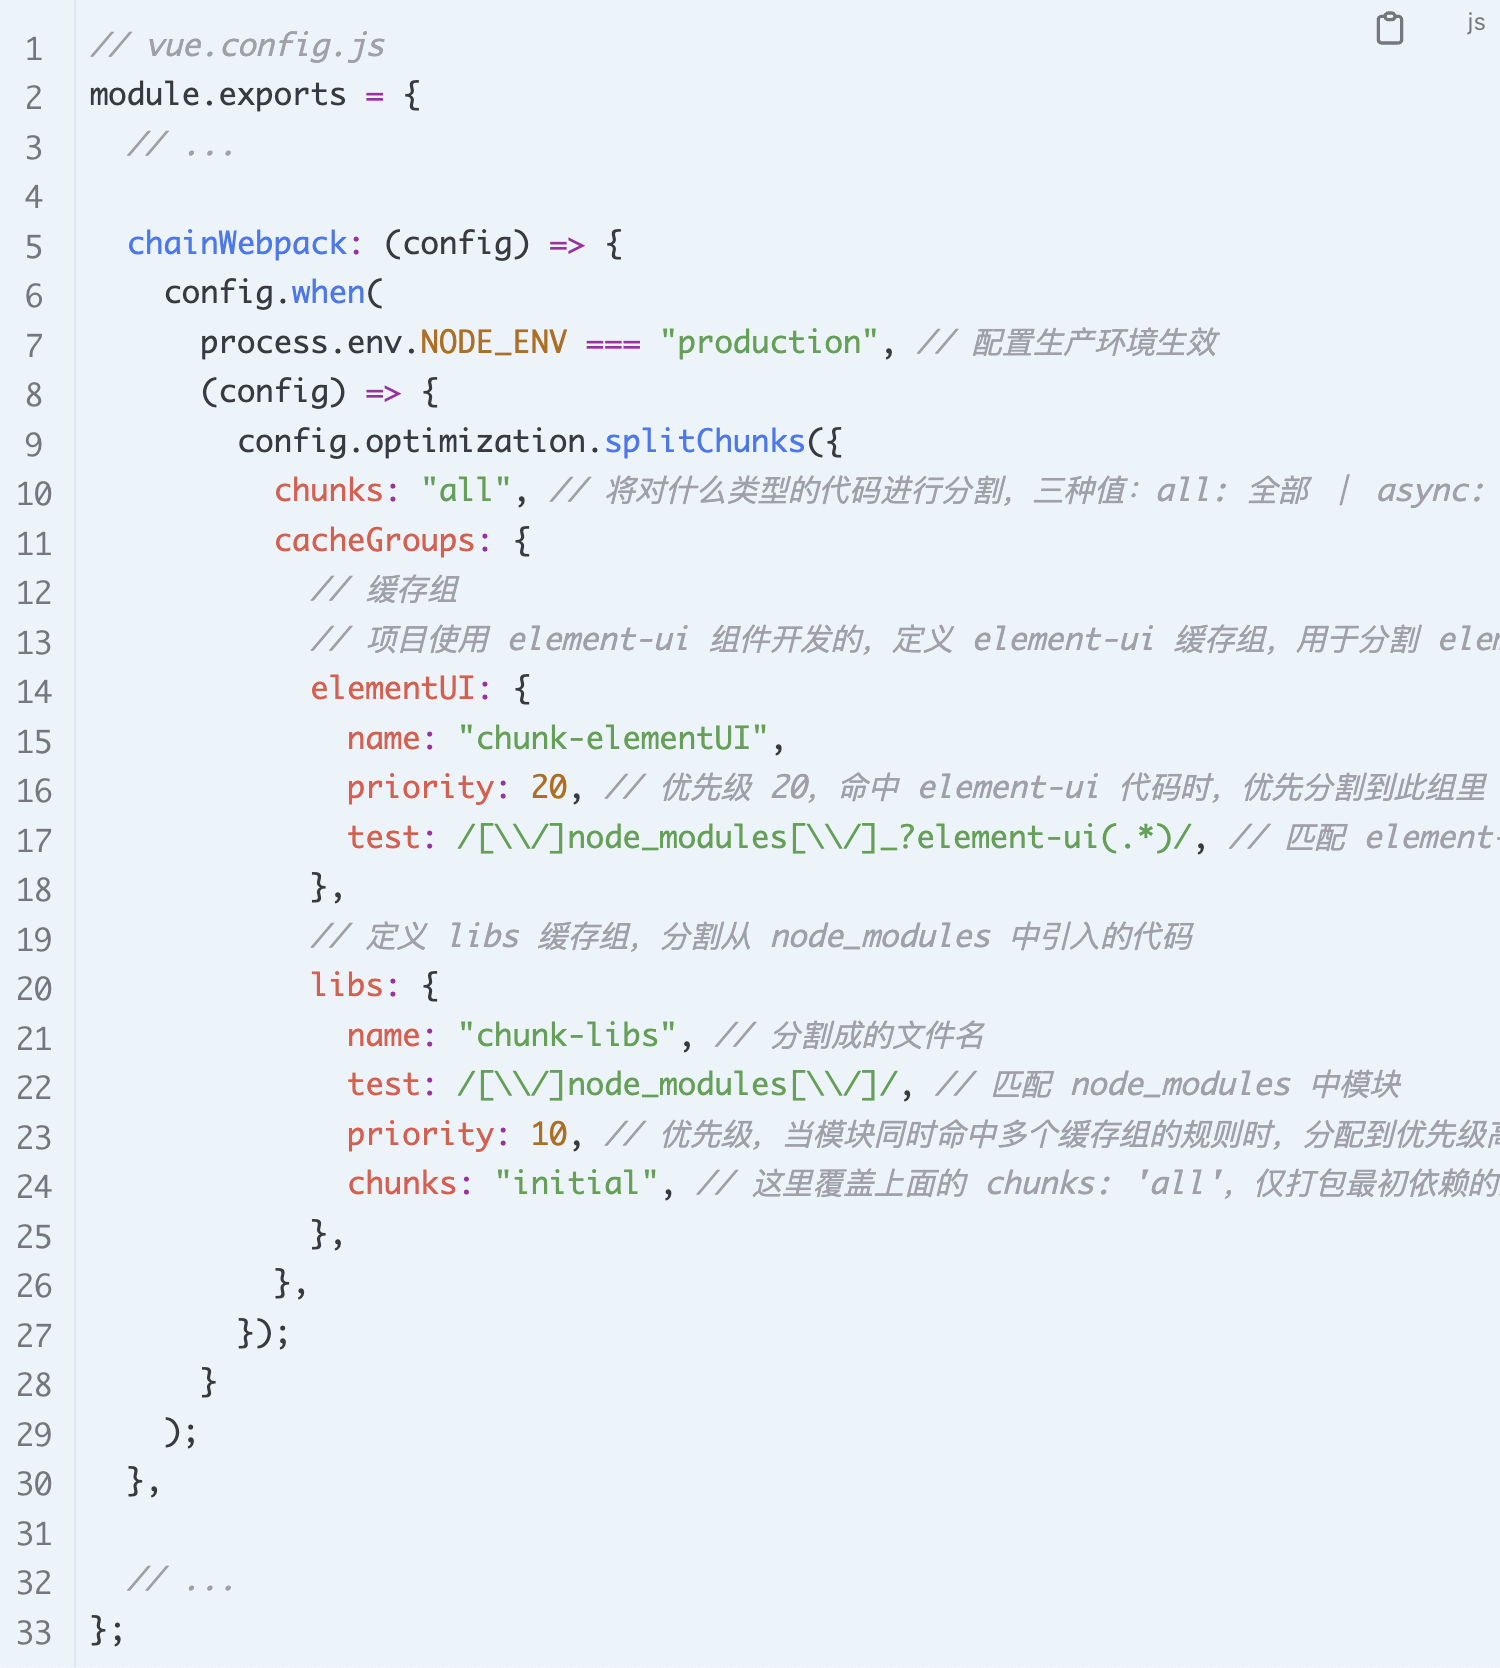 js
1 // vue.config.js
2 module.exports = {
3   // ...
4
5   chainWebpack: (config) => {
6     config.when(
7       process.env.NODE_ENV === "production", // 配置生产环境生效
8       (config) => {
9         config.optimization.splitChunks({
10           chunks: "all", // 将对什么类型的代码进行分割，三种值：all: 全部 | async:
11           cacheGroups: {
12             // 缓存组
13             // 项目使用 element-ui 组件开发的，定义 element-ui 缓存组，用于分割
14             elementUI: {
15               name: "chunk-elementUI",
16               priority: 20, // 优先级 20，命中 element-ui 代码时，优先分割到此组里
17               test: /[\\/]node_modules[\\/]_?element-ui(.*)/, // 匹配 element-
18             },
19             // 定义 libs 缓存组，分割从 node_modules 中引入的代码
20             libs: {
21               name: "chunk-libs", // 分割成的文件名
22               test: /[\\/]node_modules[\\/]/, // 匹配 node_modules 中模块
23               priority: 10, // 优先级，当模块同时命中多个缓存组的规则时，分配到优先级高
24               chunks: "initial", // 这里覆盖上面的 chunks: 'all'，仅打包最初依赖的
25             },
26           },
27         });
28       }
29     );
30   },
31
32   // ...
33 };